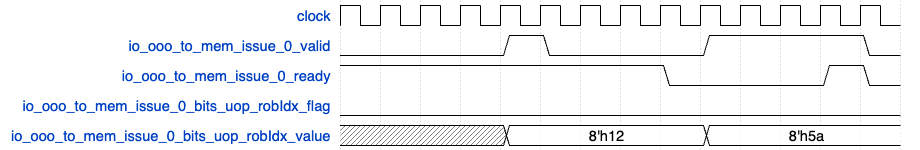 clock
io_ooo_to_mem_issue_0_valid
io_ooo_to_mem_issue_0_ready
io_ooo_to_mem_issue_0_bits_uop_robIdx_flag
io_ooo_to_mem_issue_0_bits_uop_robIdx_value 8'h12 8'h5a